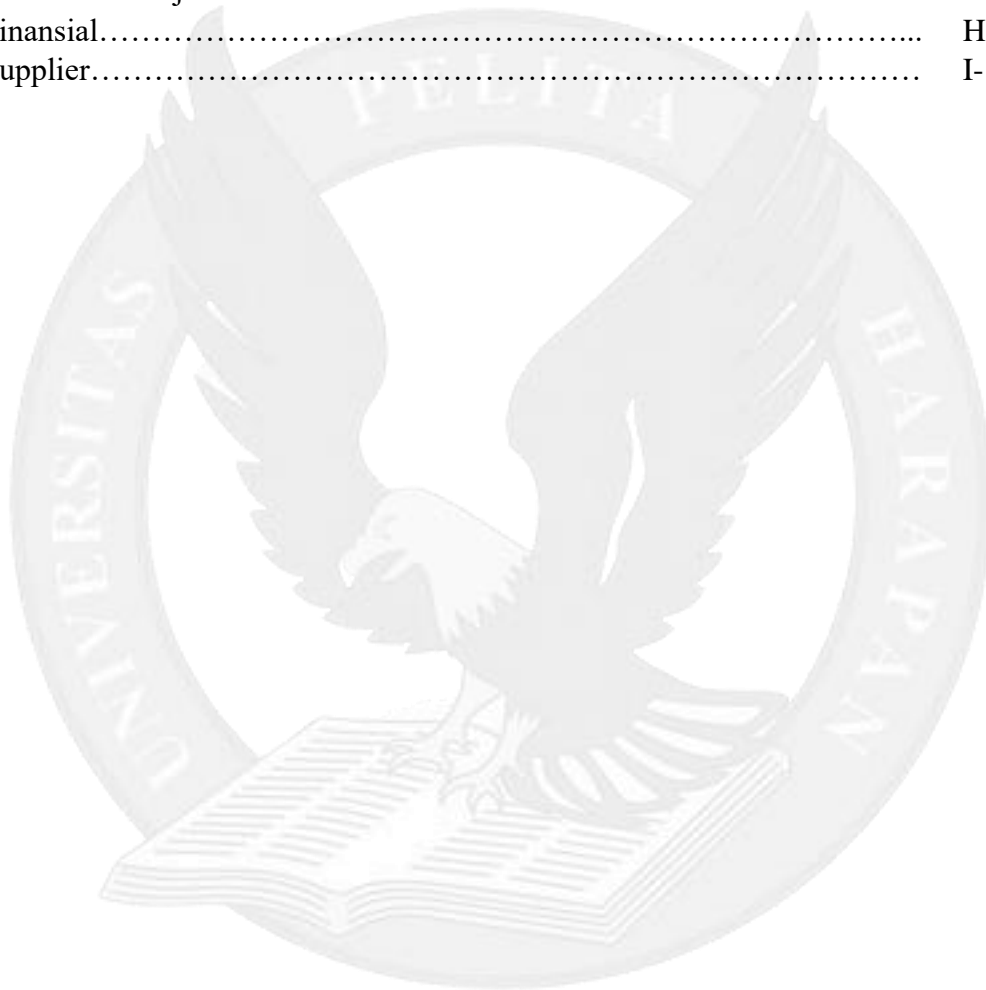 inansial…………………………………………………………………... H
upplier…………………………………………………………………… I-
UNIVERSITAS PELITA HARAPAN